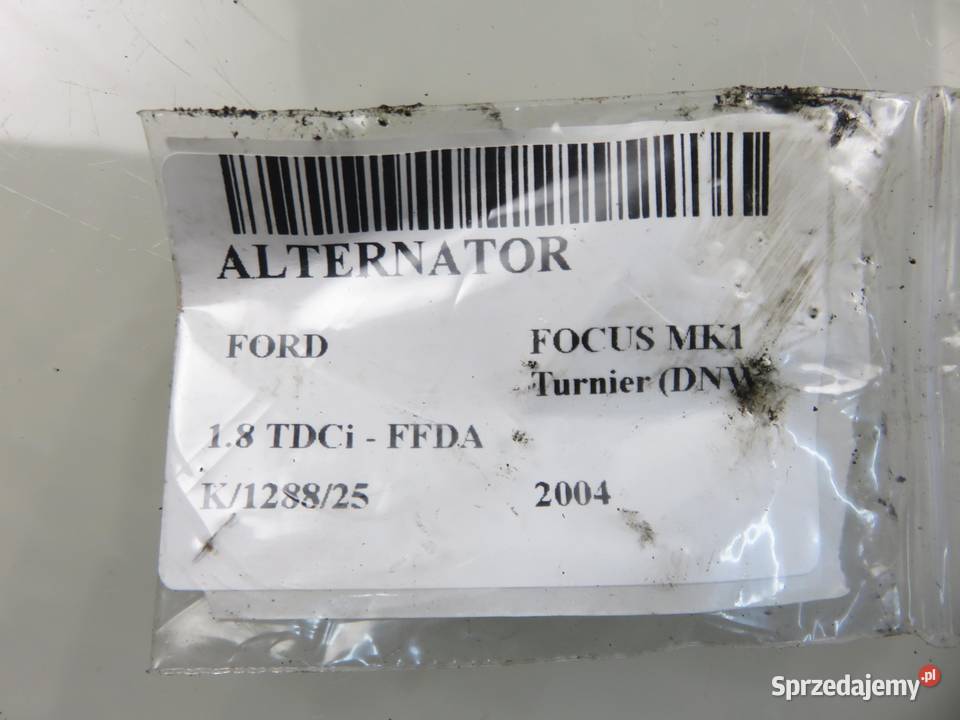 ALTERNATOR
FORD
FOCUS MK1
Turnier (DNW
1.8 TDCi - FFDA
K/1288/25
2004
Sprzedajemy.pl